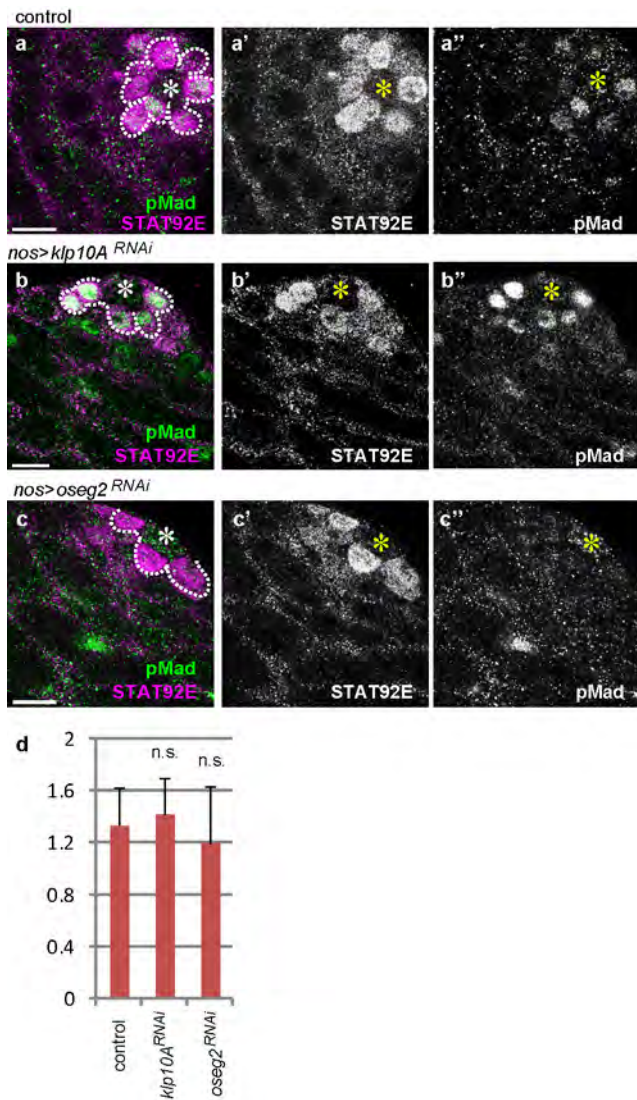 control
a
*
pMad
STAT92E
a'
*
STAT92E
a''
*
pMad
nos>klp10A RNAi
b
*
pMad
STAT92E
b'
*
STAT92E
b''
*
pMad
nos>oseg2 RNAi
c
*
pMad
STAT92E
c'
*
STAT92E
c''
*
pMad
d
2
1.6
1.2
0.8
0.4
0
n.s.
n.s.
control
klp10A RNAi
oseg2 RNAi